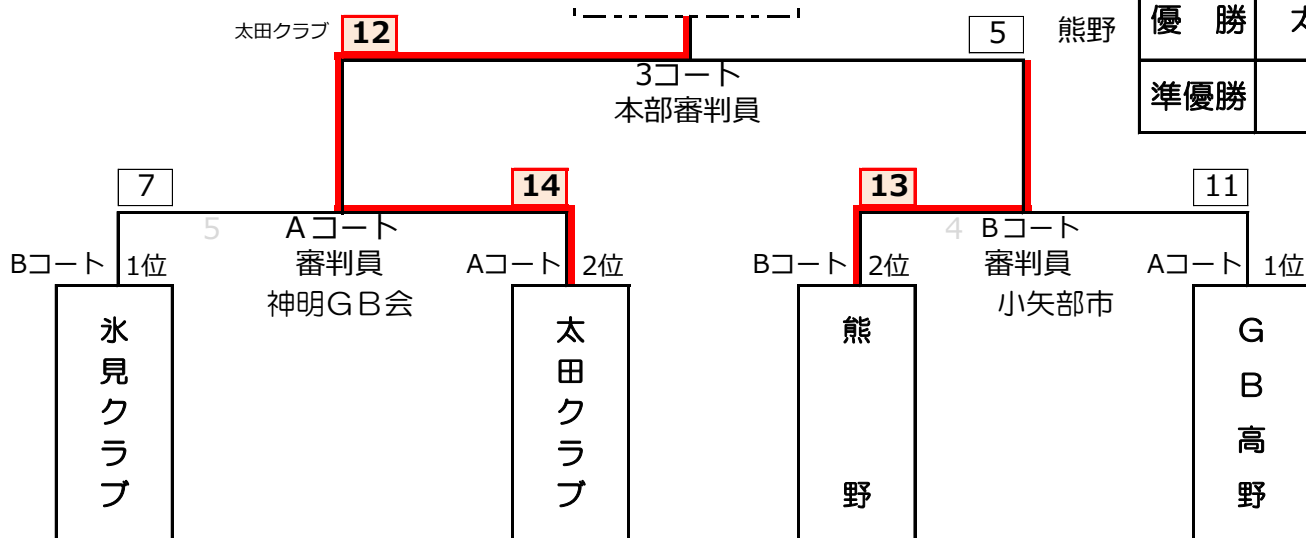 太田クラブ 12 5 熊野 優勝 太
3コート
本部審判員
準優勝
7 14 13 11
5 Aコート 4 Bコート
Bコート 1位 審判員 Aコート 2位 Bコート 2位 審判員 Aコート 1位
神明GB会 小矢部市
氷見クラブ
太田クラブ
熊野
GB高野